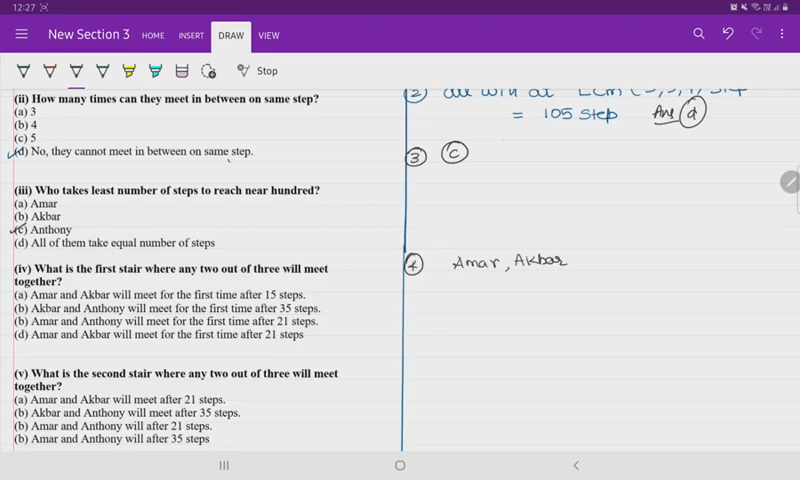 12:27
New Section 3 HOME INSERT DRAW VIEW
Stop
(ii) How many times can they meet in between on same step?
(a) 3
(b) 4
(c) 5
(d) No, they cannot meet in between on same step.
(iii) Who takes least number of steps to reach near hundred?
(a) Amar
(b) Akbar
(c) Anthony
(d) All of them take equal number of steps
(iv) What is the first stair where any two out of three will meet
together?
(a) Amar and Akbar will meet for the first time after 15 steps.
(b) Akbar and Anthony will meet for the first time after 35 steps.
(b) Amar and Anthony will meet for the first time after 21 steps.
(d) Amar and Akbar will meet for the first time after 21 steps
(v) What is the second stair where any two out of three will meet
together?
(a) Amar and Akbar will meet after 21 steps.
(b) Akbar and Anthony will meet after 35 steps.
(b) Amar and Anthony will after 21 steps.
(b) Amar and Anthony will after 35 steps
= 105 step Ans (d)
3 (c)
4 Amar, Akbar